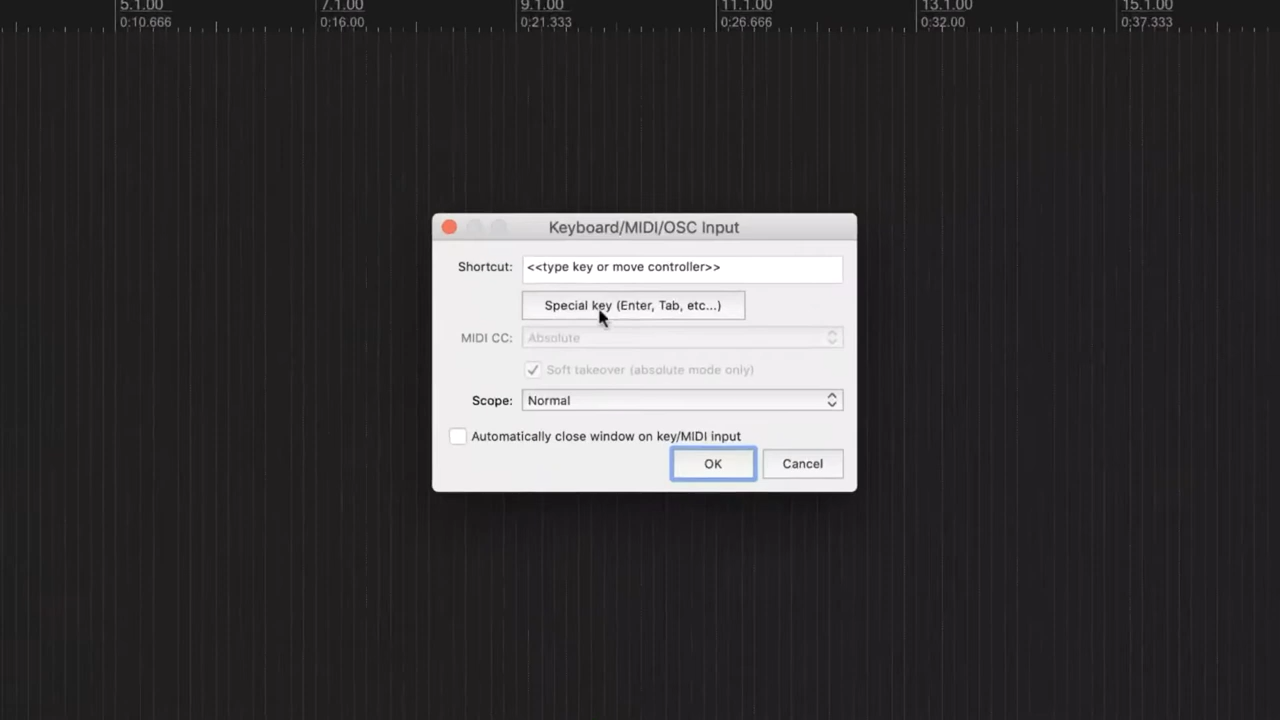 5.1.00 7.1.00 9.1.00 11.1.00 13.1.00 15.1.00
0:10.666 0:16.00 0:21.333 0:26.666 0:32.00 0:37.333
Keyboard/MIDI/OSC Input
Shortcut: <<type key or move controller>>
Special key (Enter, Tab, etc...)
MIDI CC: Absolute
Soft takeover (absolute mode only)
Scope: Normal
Automatically close window on key/MIDI input
OK Cancel